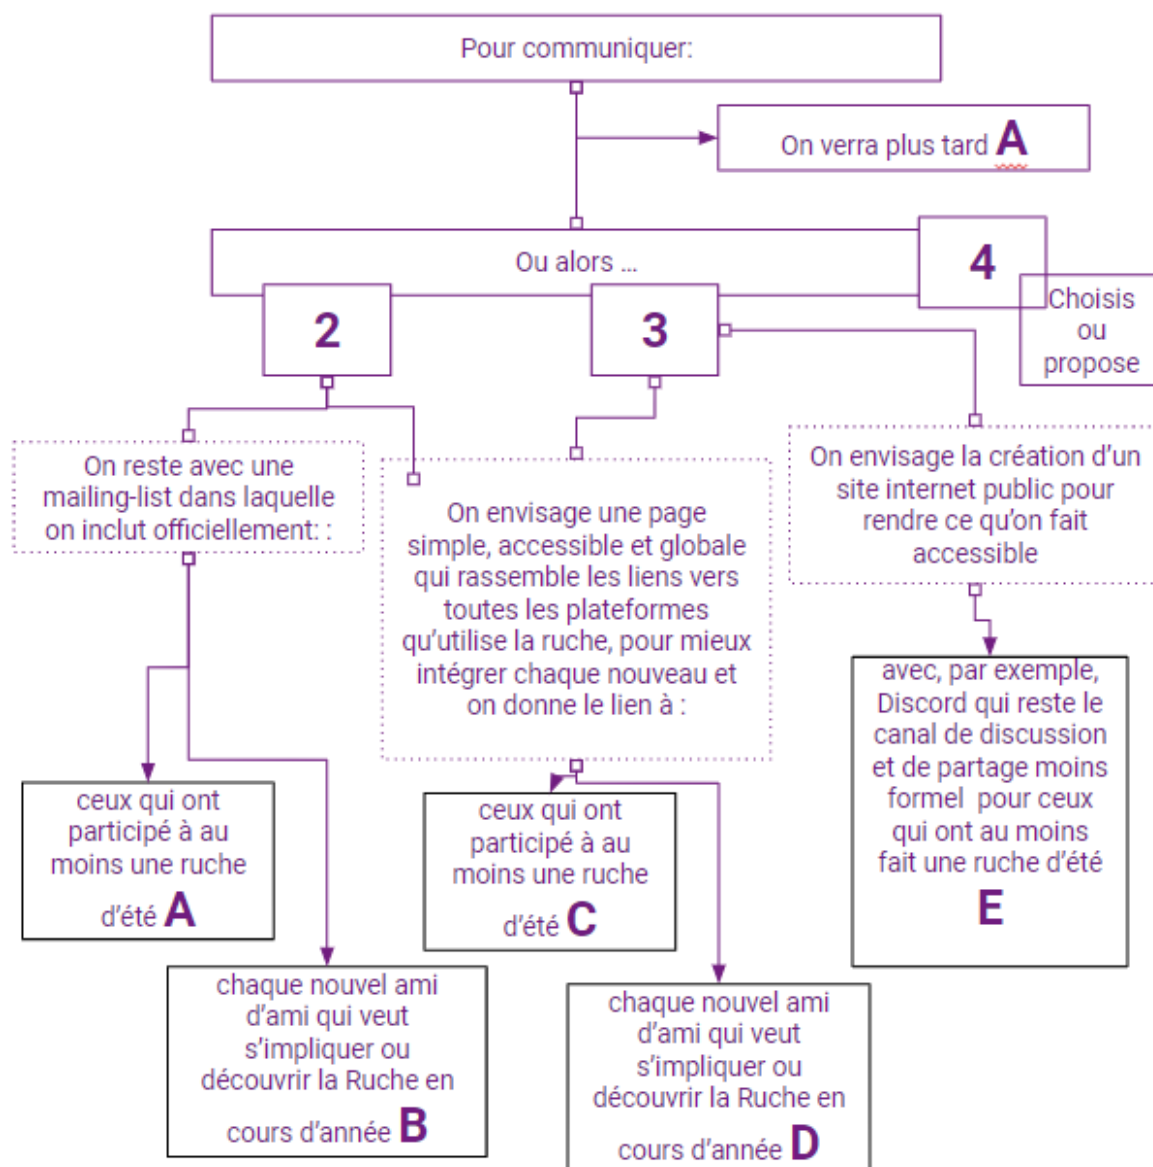 Pour communiquer:
On verra plus tard A
Ou alors ...
4
Choisis
ou
propose
2
3
On reste avec une
mailing-list dans laquelle
on inclut officiellement: :
On envisage une page
simple, accessible et globale
qui rassemble les liens vers
toutes les plateformes
qu'utilise la ruche, pour mieux
intégrer chaque nouveau et
on donne le lien à :
On envisage la création d'un
site internet public pour
rendre ce qu'on fait
accessible
ceux qui ont
participé à au
moins une ruche
d'été A
chaque nouvel ami
d'ami qui veut
s'impliquer ou
découvrir la Ruche en
cours d'année B
ceux qui ont
participé à au
moins une ruche
d'été C
chaque nouvel ami
d'ami qui veut
s'impliquer ou
découvrir la Ruche en
cours d'année D
avec, par exemple,
Discord qui reste le
canal de discussion
et de partage moins
formel  pour ceux
qui ont au moins
fait une ruche d'été
E